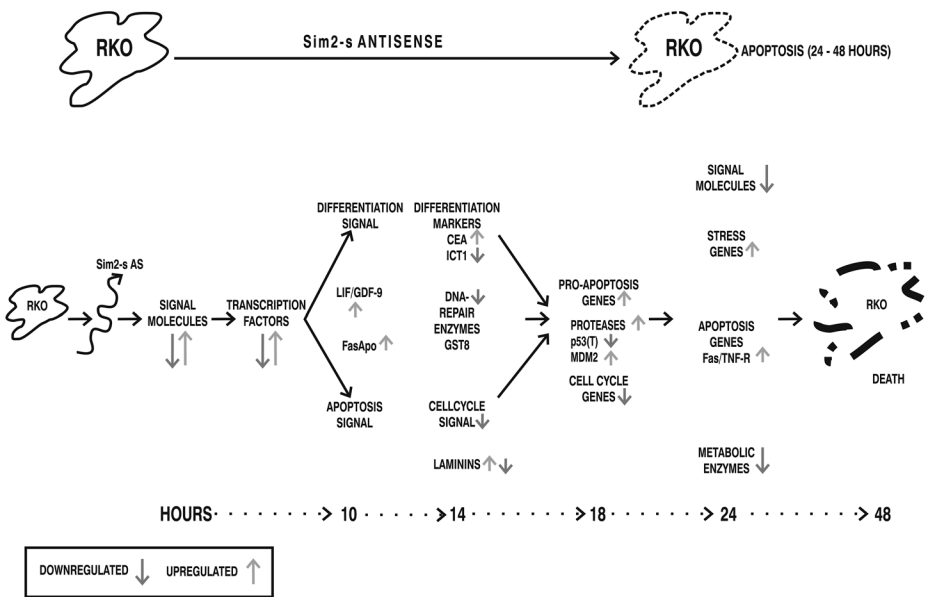 RKO
Sim2-s ANTISENSE
RKO
APOPTOSIS (24 - 48 HOURS)
RKO
Sim2-s AS
SIGNAL
MOLECULES
TRANSCRIPTION
FACTORS
DIFFERENTIATION
SIGNAL
LIF/GDF-9
FasApo
APOPTOSIS
SIGNAL
DIFFERENTIATION
MARKERS
CEA
ICT1
DNA-
REPAIR
ENZYMES
GST8
CELLCYCLE
SIGNAL
LAMININS
PRO-APOPTOSIS
GENES
PROTEASES
p53(T)
MDM2
CELL CYCLE
GENES
SIGNAL
MOLECULES
STRESS
GENES
APOPTOSIS
GENES
Fas/TNF-R
METABOLIC
ENZYMES
RKO
DEATH
HOURS 10 14 18 24 48
DOWNREGULATED UPREGULATED